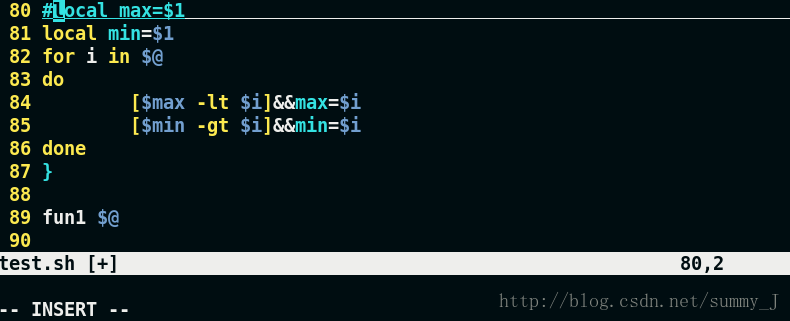 80 #local max=$1
81 local min=$1
82 for i in $@
83 do
84         [$max -lt $i]&&max=$i
85         [$min -gt $i]&&min=$i
86 done
87 }
88
89 fun1 $@
90
test.sh [+] 80,2
-- INSERT --
http://blog.csdn.net/summy_J